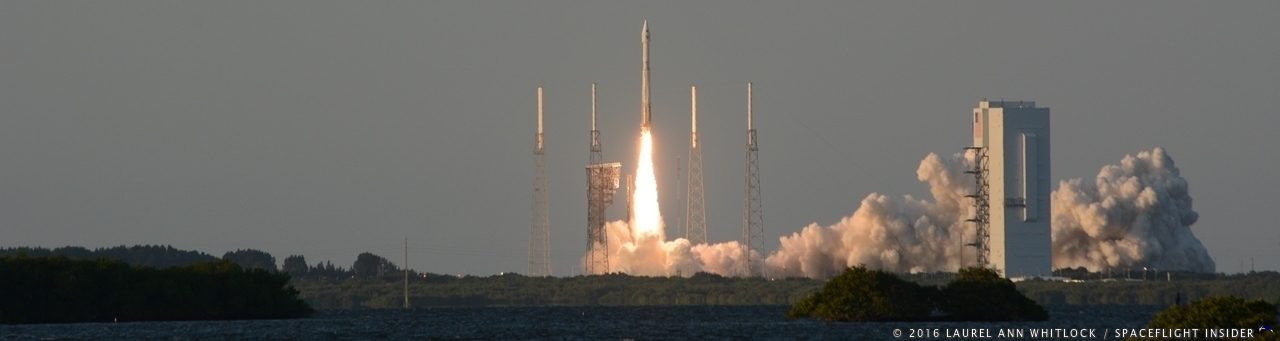 © 2016 LAUREL ANN WHITLOCK / SPACEFLIGHT INSIDER